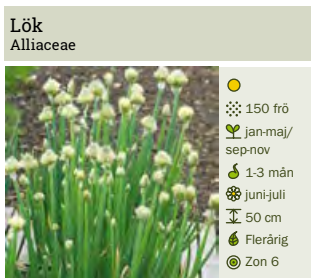 Lök
Alliaceae
150 frö
jan-maj/
sep-nov
1-3 mån
juni-juli
50 cm
Flerårig
Zon 6